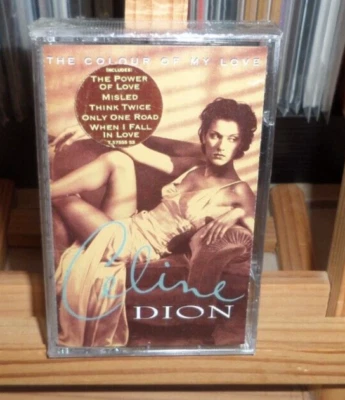 THE COLOUR OF MY LOVE
INCLUDES:
THE POWER
OF LOVE
MISLED
THINK TWICE
ONLY ONE ROAD
WHEN I FALL
IN LOVE
Celine
DION